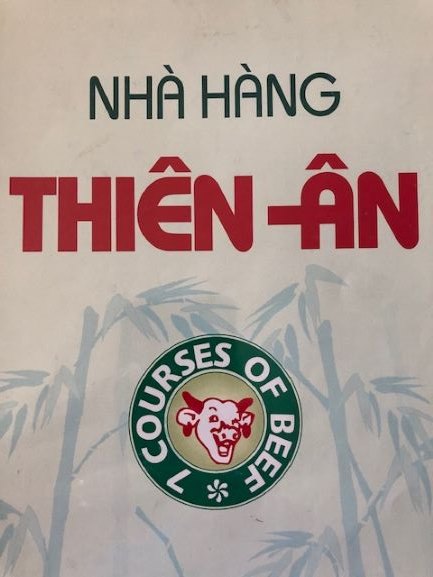 NHÀ HÀNG
THIÊN-ÂN
7 COURSES OF BEEF